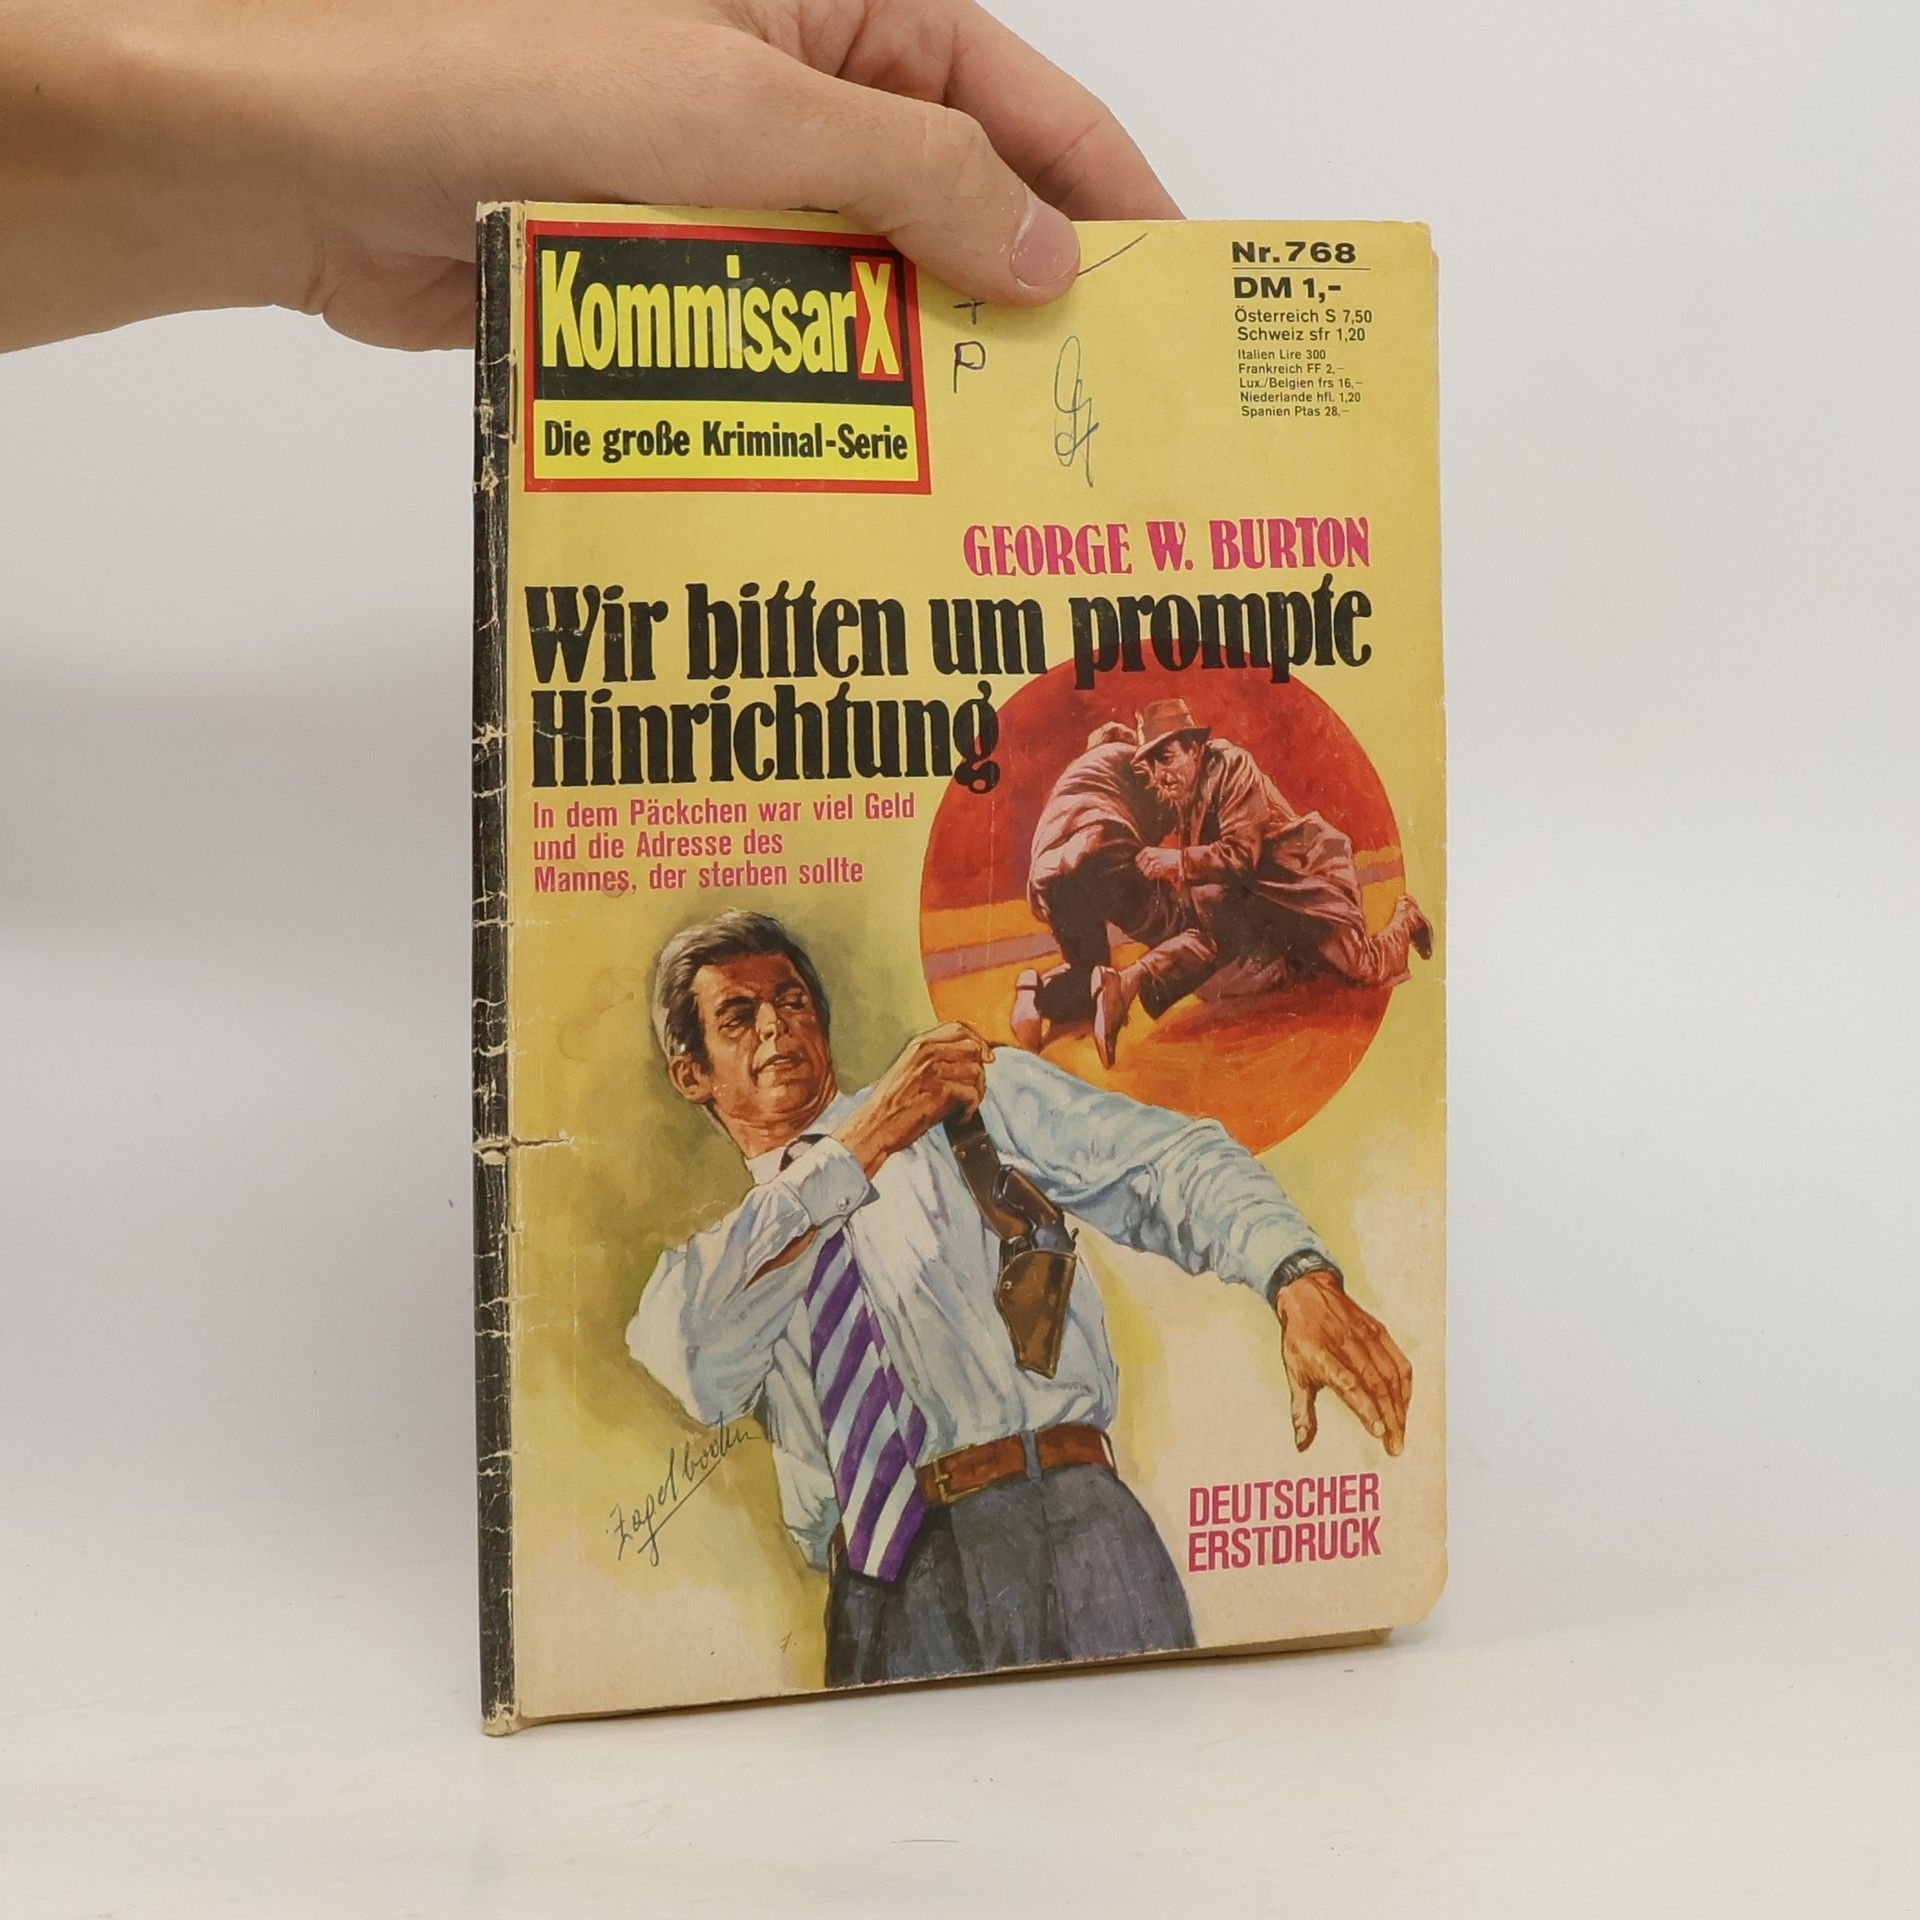 KommissarX
Die große Kriminal-Serie
Nr. 768
DM 1,-
Österreich S 7,50
Schweiz sfr 1,20
Italien Lire 300
Frankreich FF 2,–
Lux./Belgien frs 16,–
Niederlande hfl. 1,20
Spanien Ptas 28,–
P
GEORGE W. BURTON
Wir bitten um prompte
Hinrichtung
In dem Päckchen war viel Geld
und die Adresse des
Mannes, der sterben sollte
DEUTSCHER
ERSTDRUCK